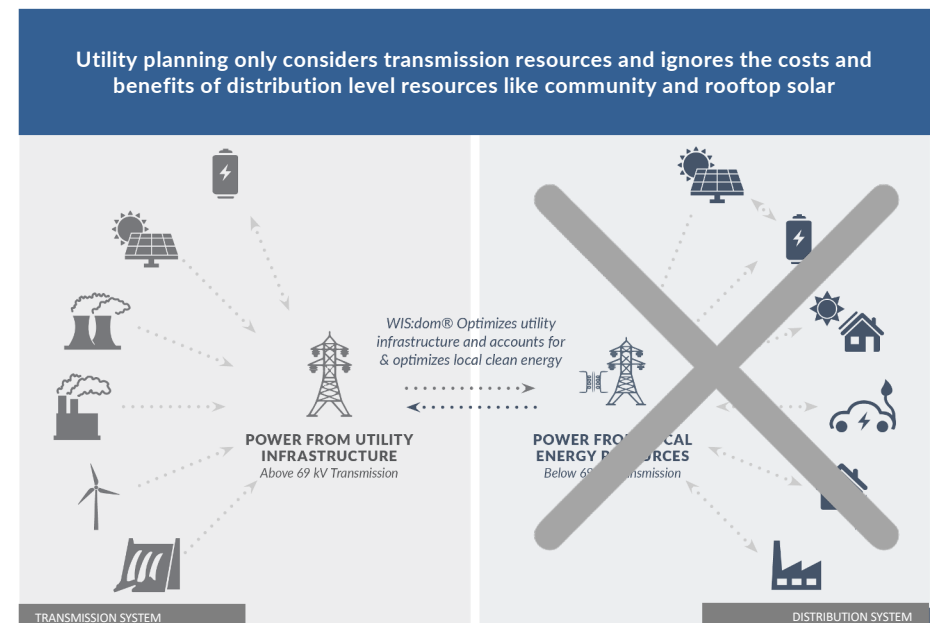 Utility planning only considers transmission resources and ignores the costs and
benefits of distribution level resources like community and rooftop solar
WIS:dom® Optimizes utility
infrastructure and accounts for
& optimizes local clean energy
POWER FROM UTILITY
INFRASTRUCTURE
Above 69 kV Transmission
POWER
ENERGY
Below
TRANSMISSION SYSTEM
DISTRIBUTION SYSTEM